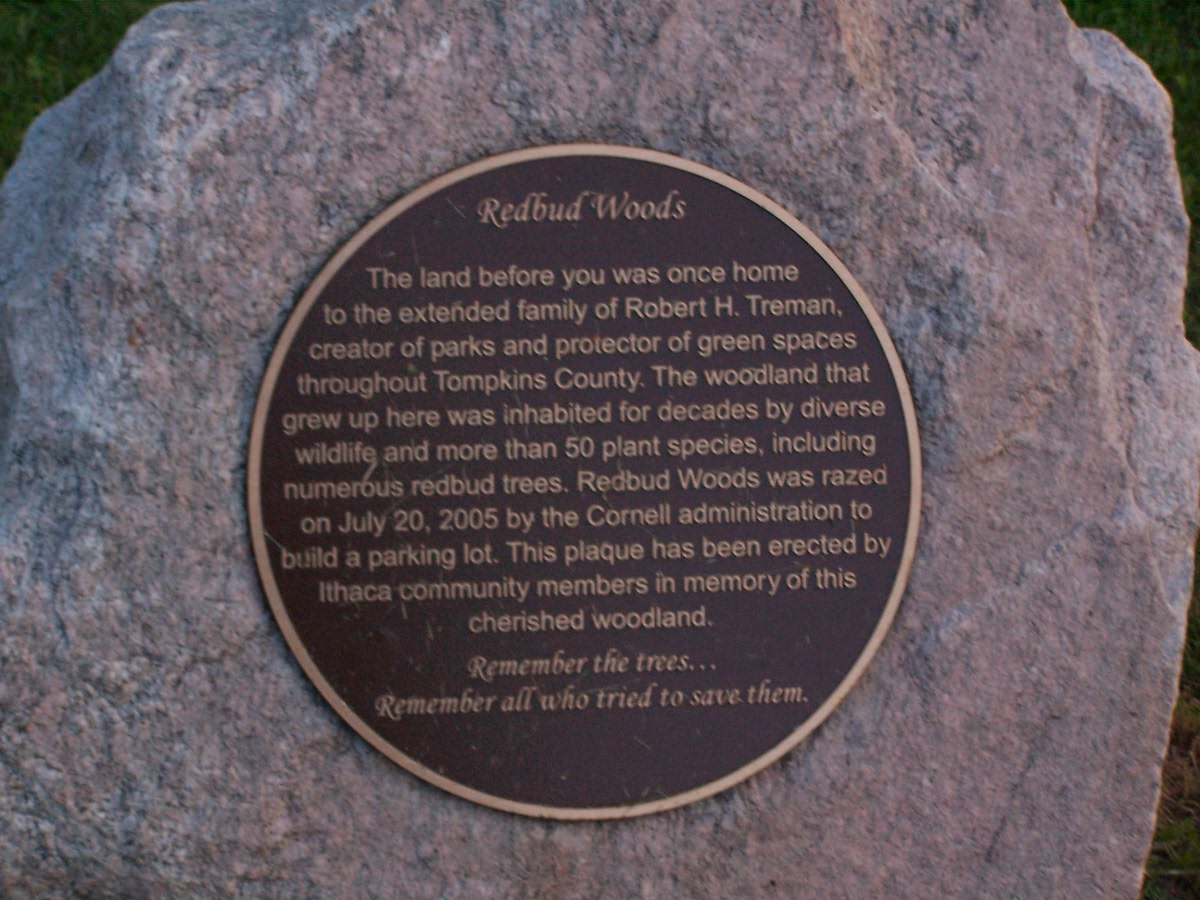 Redbud Woods
The land before you was once home
to the extended family of Robert H. Treman,
creator of parks and protector of green spaces
throughout Tompkins County. The woodland that
grew up here was inhabited for decades by diverse
wildlife and more than 50 plant species, including
numerous redbud trees. Redbud Woods was razed
on July 20, 2005 by the Cornell administration to
build a parking lot. This plaque has been erected by
Ithaca community members in memory of this
cherished woodland.
Remember the trees...
Remember all who tried to save them.